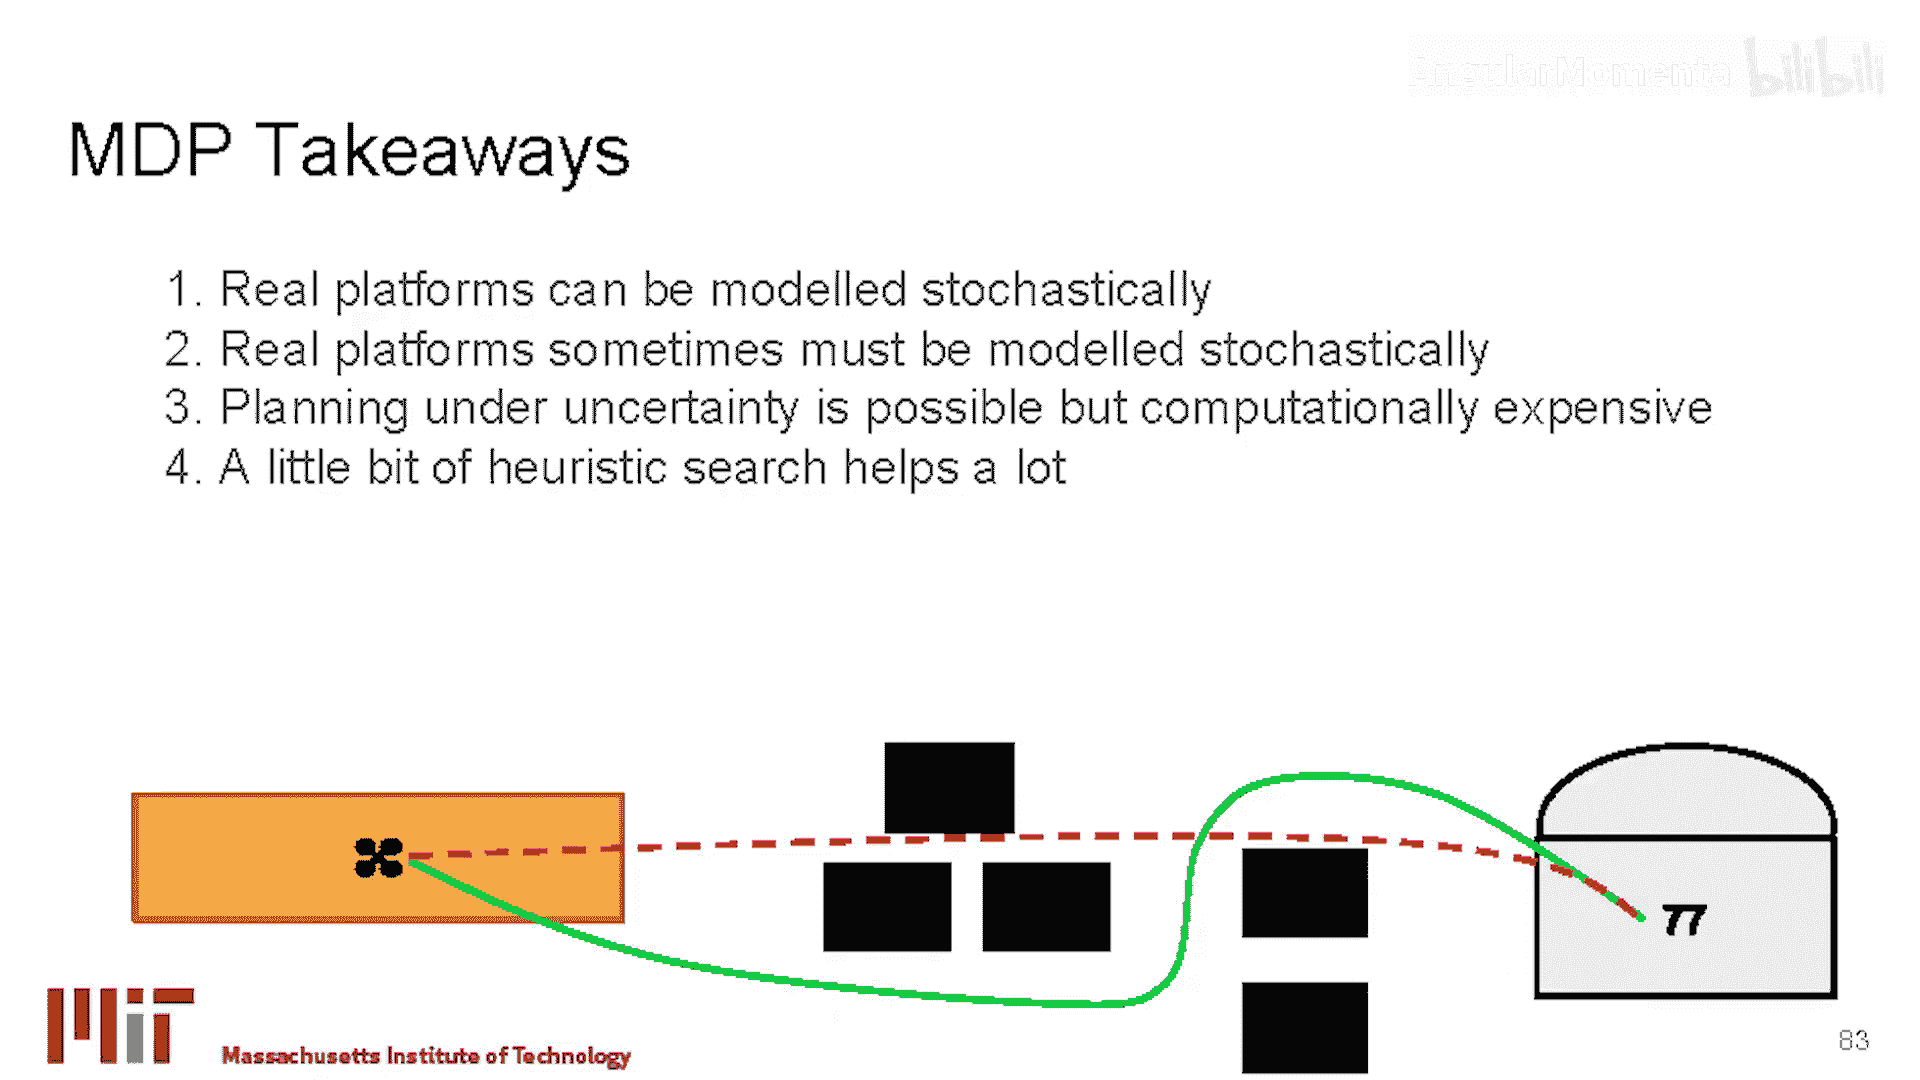 bilibili
MDP Takeaways
1. Real platforms can be modelled stochastically
2. Real platforms sometimes must be modelled stochastically
3. Planning under uncertainty is possible but computationally expensive
4. A little bit of heuristic search helps a lot
77
MIT
Massachusetts Institute of Technology
83